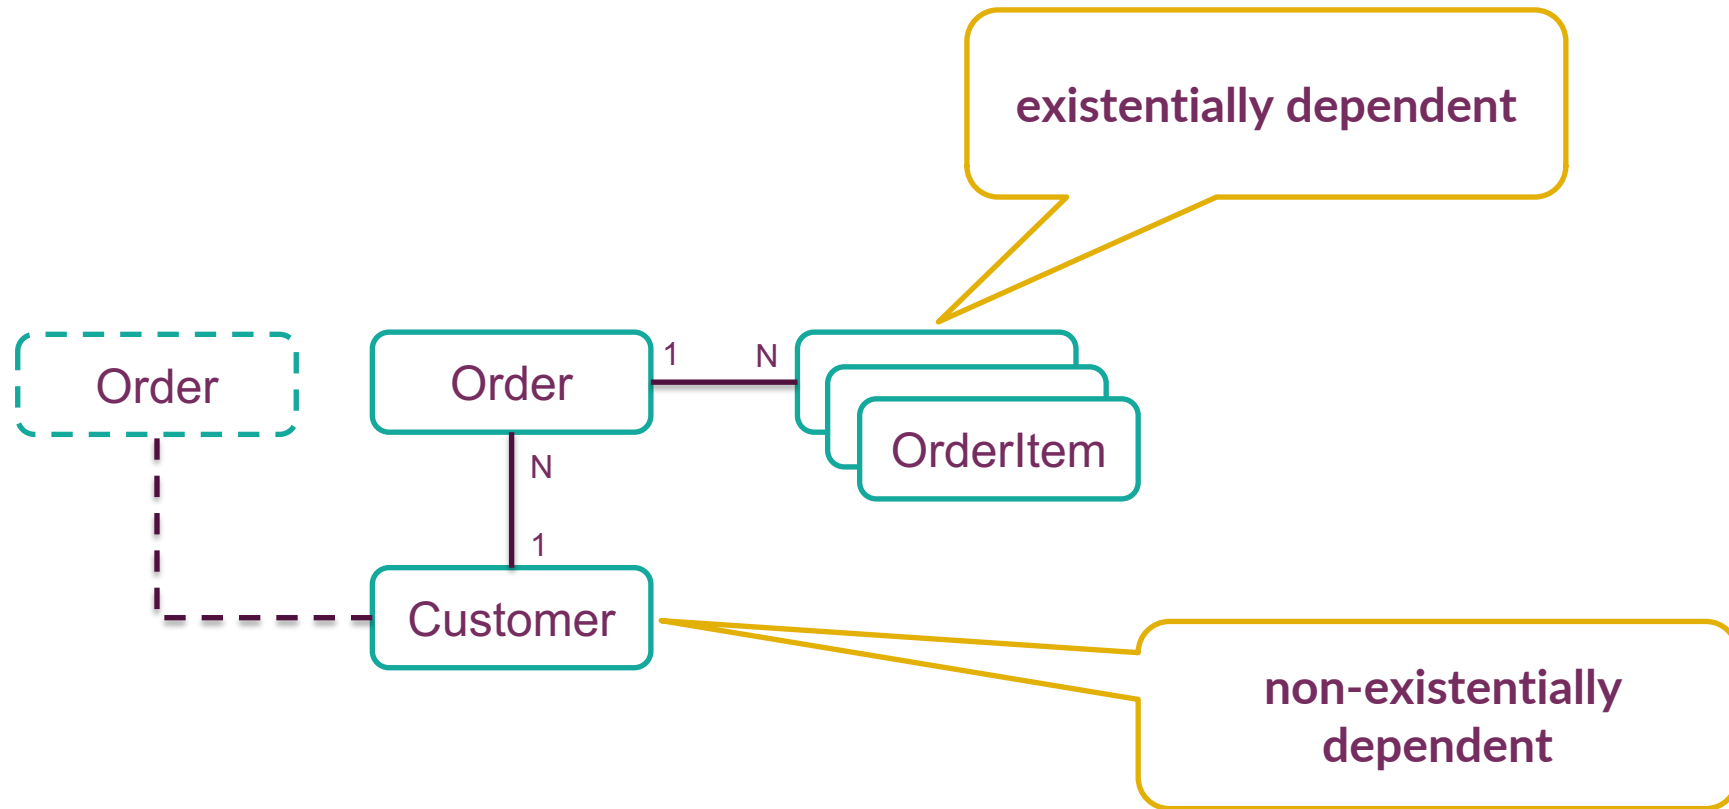 existentially dependent
Order
Order
1
N
OrderItem
N
1
Customer
non-existentially
dependent